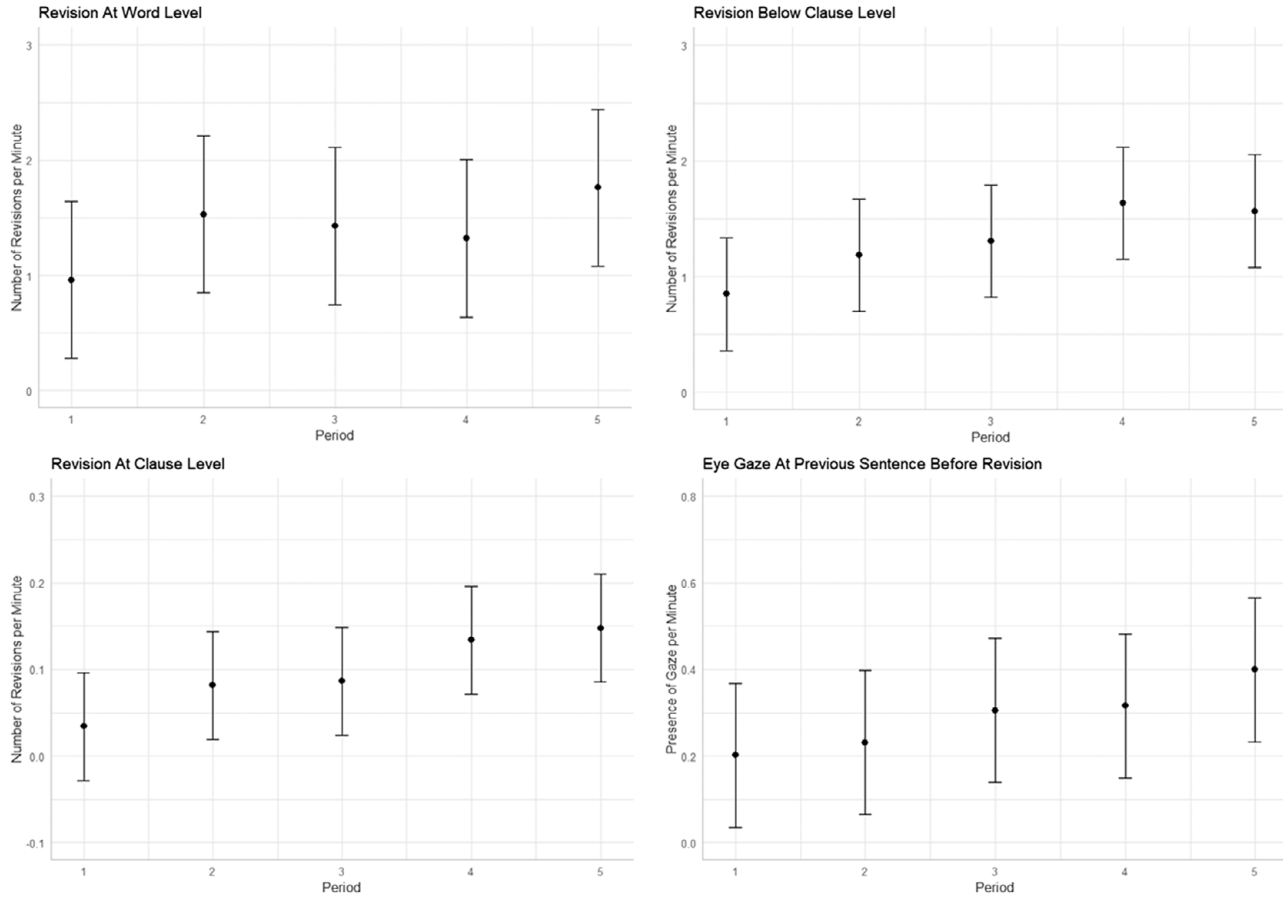 Revision At Word Level
Number of Revisions per Minute
3
2
1
0
1 2 3 4 5
Period
Revision Below Clause Level
Number of Revisions per Minute
3
2
1
0
1 2 3 4 5
Period
Revision At Clause Level
Number of Revisions per Minute
0.3
0.2
0.1
0.0
-0.1
1 2 3 4 5
Period
Eye Gaze At Previous Sentence Before Revision
Presence of Gaze per Minute
0.8
0.6
0.4
0.2
0.0
1 2 3 4 5
Period